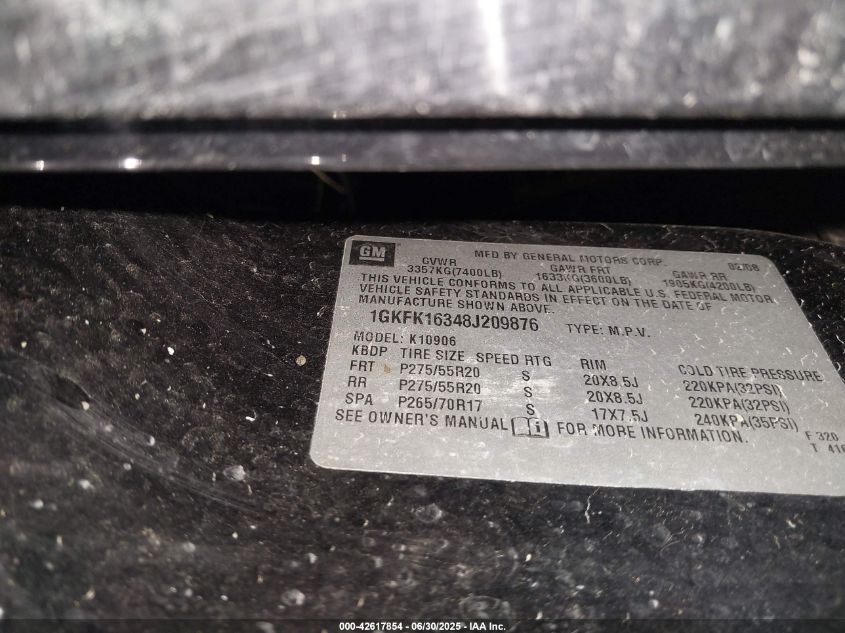 GM
MFD BY GENERAL MOTORS CORP. 02/08
GVWR GAWR FRT GAWR RR
3357KG(7400LB) 1633KG(3600LB) 1905KG(4200LB)
THIS VEHICLE CONFORMS TO ALL APPLICABLE U.S. FEDERAL MOTOR
VEHICLE SAFETY STANDARDS IN EFFECT ON THE DATE OF
MANUFACTURE SHOWN ABOVE.
1GKFK16348J209876 TYPE: M.P.V.
MODEL: K10906
KBDP TIRE SIZE SPEED RTG RIM COLD TIRE PRESSURE
FRT P275/55R20 S 20X8.5J 220KPA(32PSI)
RR P275/55R20 S 20X8.5J 220KPA(32PSI)
SPA P265/70R17 S 17X7.5J 240KPA(35PSI)
SEE OWNER'S MANUAL i FOR MORE INFORMATION.
F 320
T 416
000-42617854 - 06/30/2025 - IAA Inc.